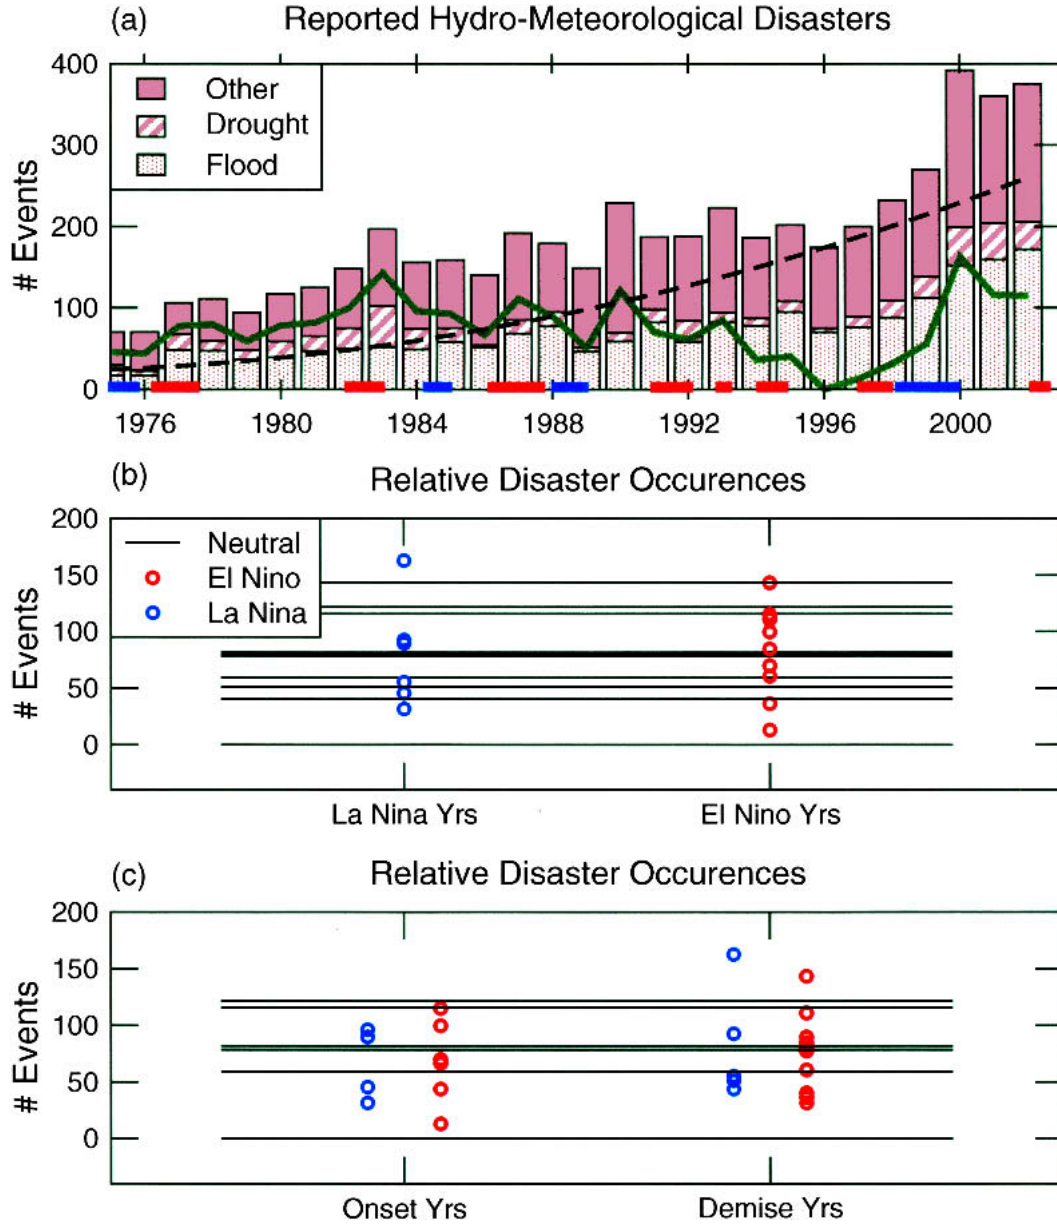 (a) Reported Hydro-Meteorological Disasters
400
300
200
100
0
# Events
Other
Drought
Flood
1976 1980 1984 1988 1992 1996 2000
(b) Relative Disaster Occurences
200
150
100
50
0
# Events
Neutral
El Nino
La Nina
La Nina Yrs El Nino Yrs
(c) Relative Disaster Occurences
200
150
100
50
0
# Events
Onset Yrs Demise Yrs